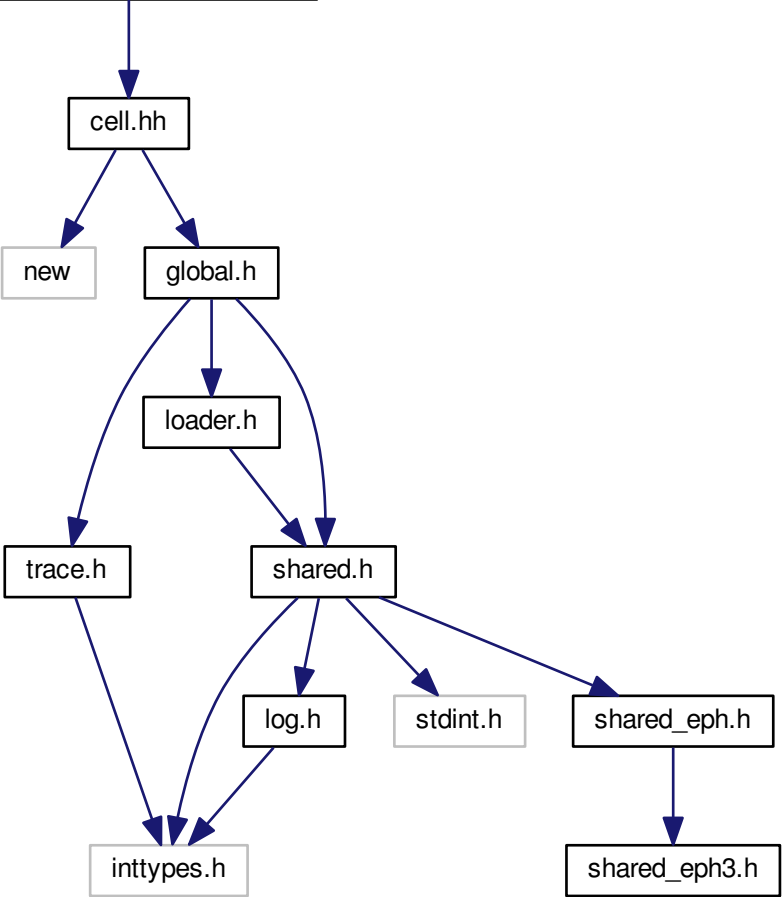 cell.hh
new
global.h
loader.h
trace.h
shared.h
log.h
stdint.h
shared_eph.h
inttypes.h
shared_eph3.h